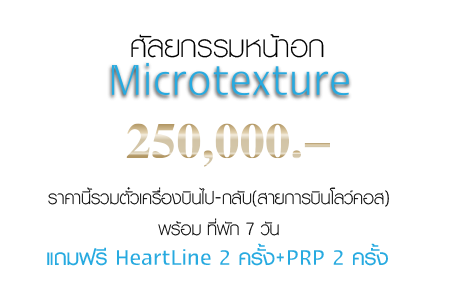 ศัลยกรรมหน้าอก
Microtexture
250,000.–
ราคานี้รวมตั๋วเครื่องบินไป-กลับ(สายการบินโลว์คอส)
พร้อม ที่พัก 7 วัน
แถมฟรี HeartLine 2 ครั้ง+PRP 2 ครั้ง